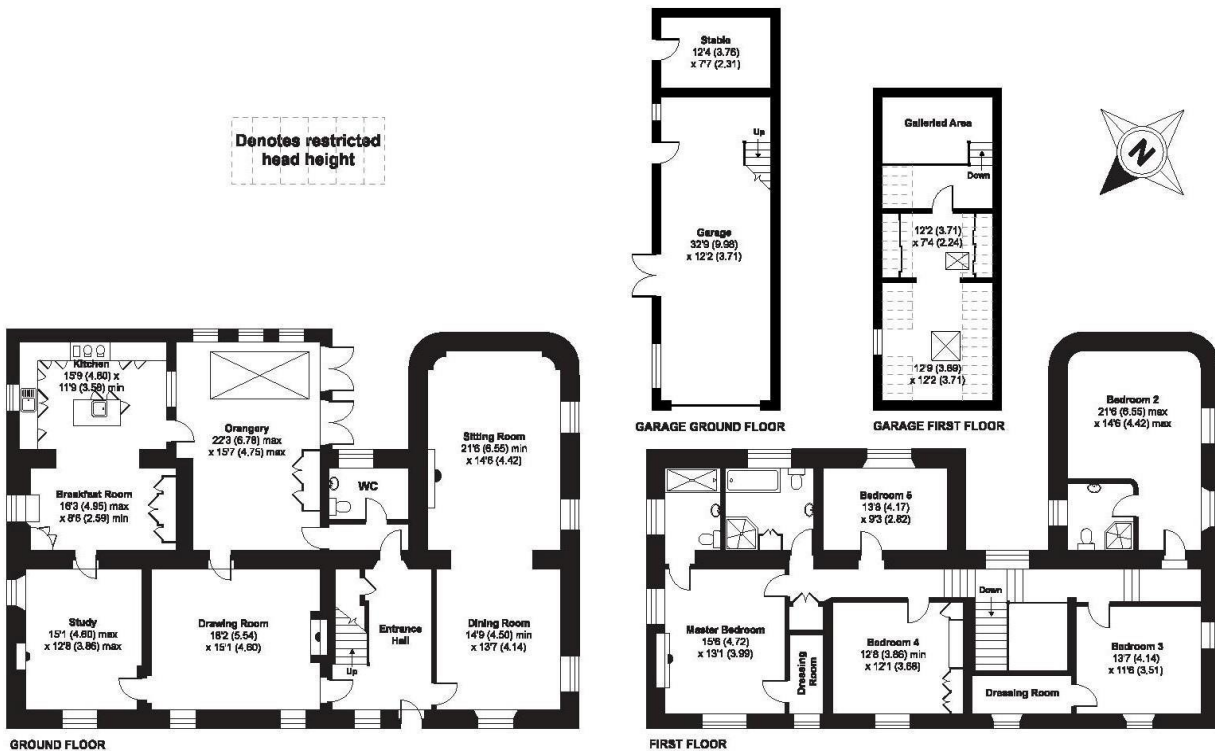 Denotes restricted
head height
Stable
12'4 (3.76)
x 7'7 (2.31)
Up
Garage
32'9 (9.98)
x 12'2 (3.71)
GARAGE GROUND FLOOR
Galleried Area
Down
12'2 (3.71)
x 7'4 (2.24)
12'9 (3.89)
x 12'2 (3.71)
GARAGE FIRST FLOOR
N
Kitchen
15'9 (4.80) x
11'9 (3.58) min
Orangery
22'3 (6.78) max
x 15'7 (4.75) max
Sitting Room
21'6 (6.55) min
x 14'6 (4.42)
Breakfast Room
16'3 (4.95) max
x 8'6 (2.59) min
WC
Study
15'1 (4.60) max
x 12'8 (3.86) max
Drawing Room
18'2 (5.54)
x 15'1 (4.60)
Up
Entrance
Hall
Dining Room
14'9 (4.50) min
x 13'7 (4.14)
GROUND FLOOR
Bedroom 2
21'6 (6.55) max
x 14'6 (4.42) max
Bedroom 5
13'8 (4.17)
x 9'3 (2.82)
Master Bedroom
15'6 (4.72)
x 13'1 (3.99)
Dressing
Room
Bedroom 4
12'8 (3.86) min
x 12'1 (3.68)
Down
Dressing Room
Bedroom 3
13'7 (4.14)
x 11'6 (3.51)
FIRST FLOOR